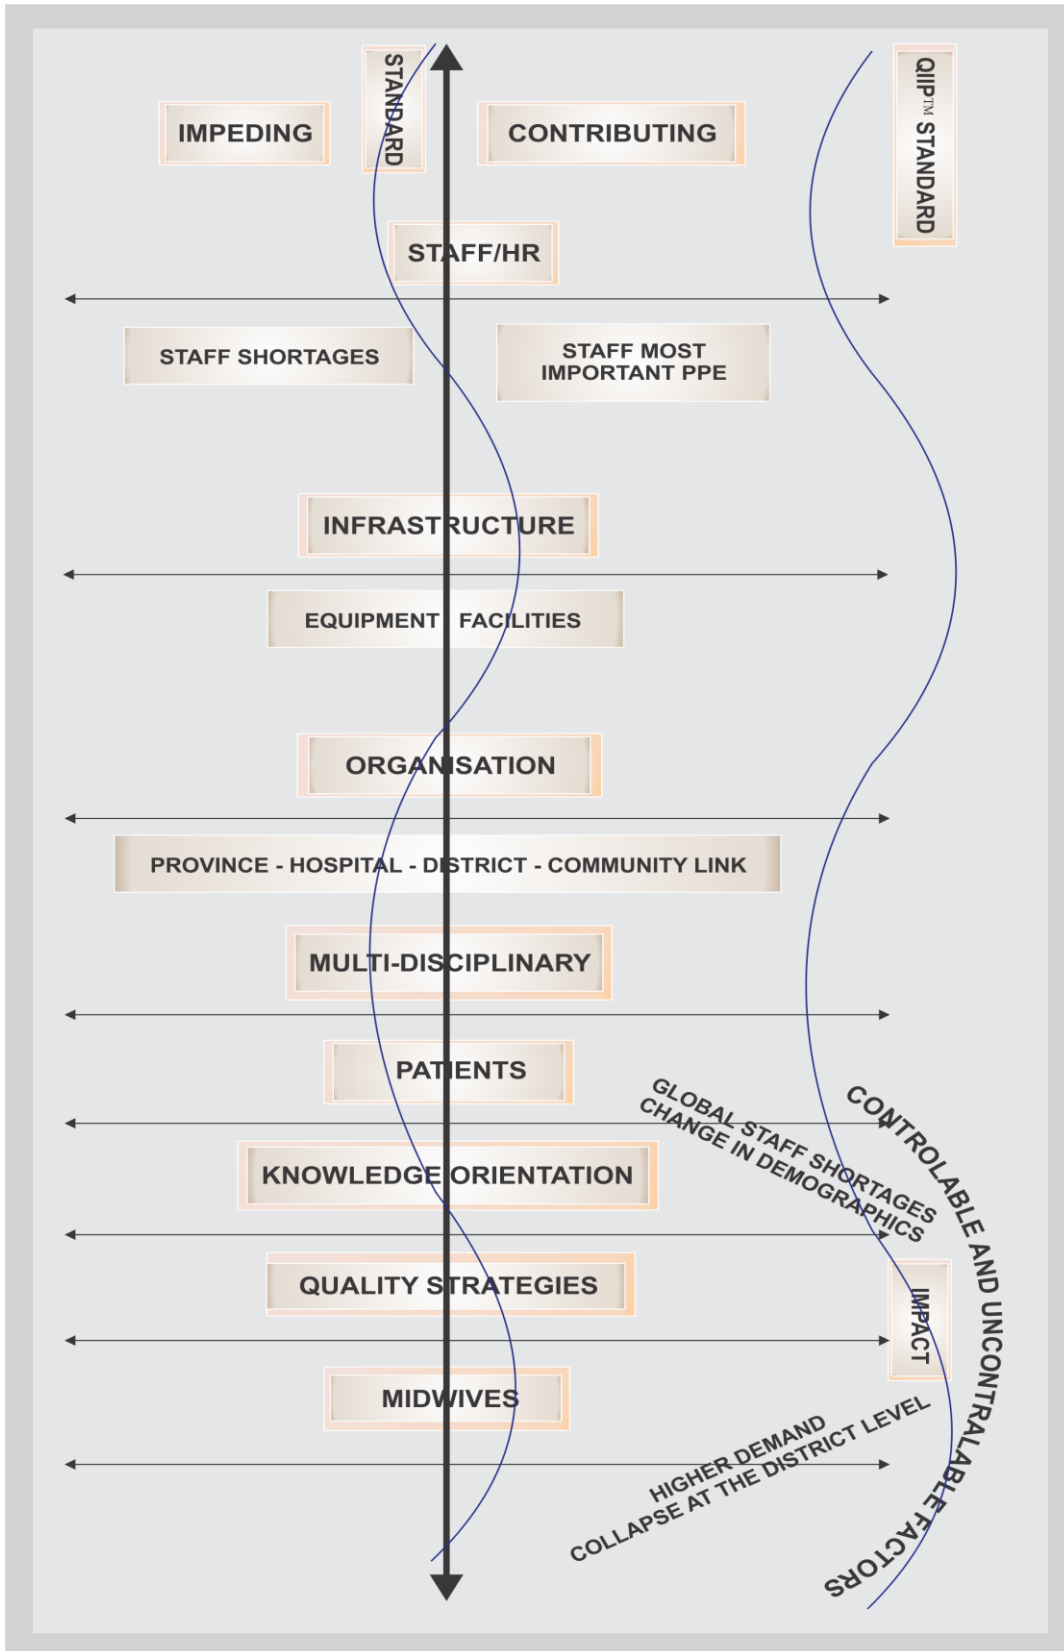 STANDARD
QIIP™ STANDARD
IMPEDING
CONTRIBUTING
STAFF/HR
STAFF SHORTAGES
STAFF MOST
IMPORTANT PPE
INFRASTRUCTURE
EQUIPMENT FACILITIES
ORGANISATION
PROVINCE - HOSPITAL - DISTRICT - COMMUNITY LINK
MULTI-DISCIPLINARY
PATIENTS
GLOBAL STAFF SHORTAGES
CHANGE IN DEMOGRAPHICS
CONTROLABLE AND UNCONTRALABLE FACTORS
KNOWLEDGE ORIENTATION
QUALITY STRATEGIES
IMPACT
MIDWIVES
HIGHER DEMAND
COLLAPSE AT THE DISTRICT LEVEL